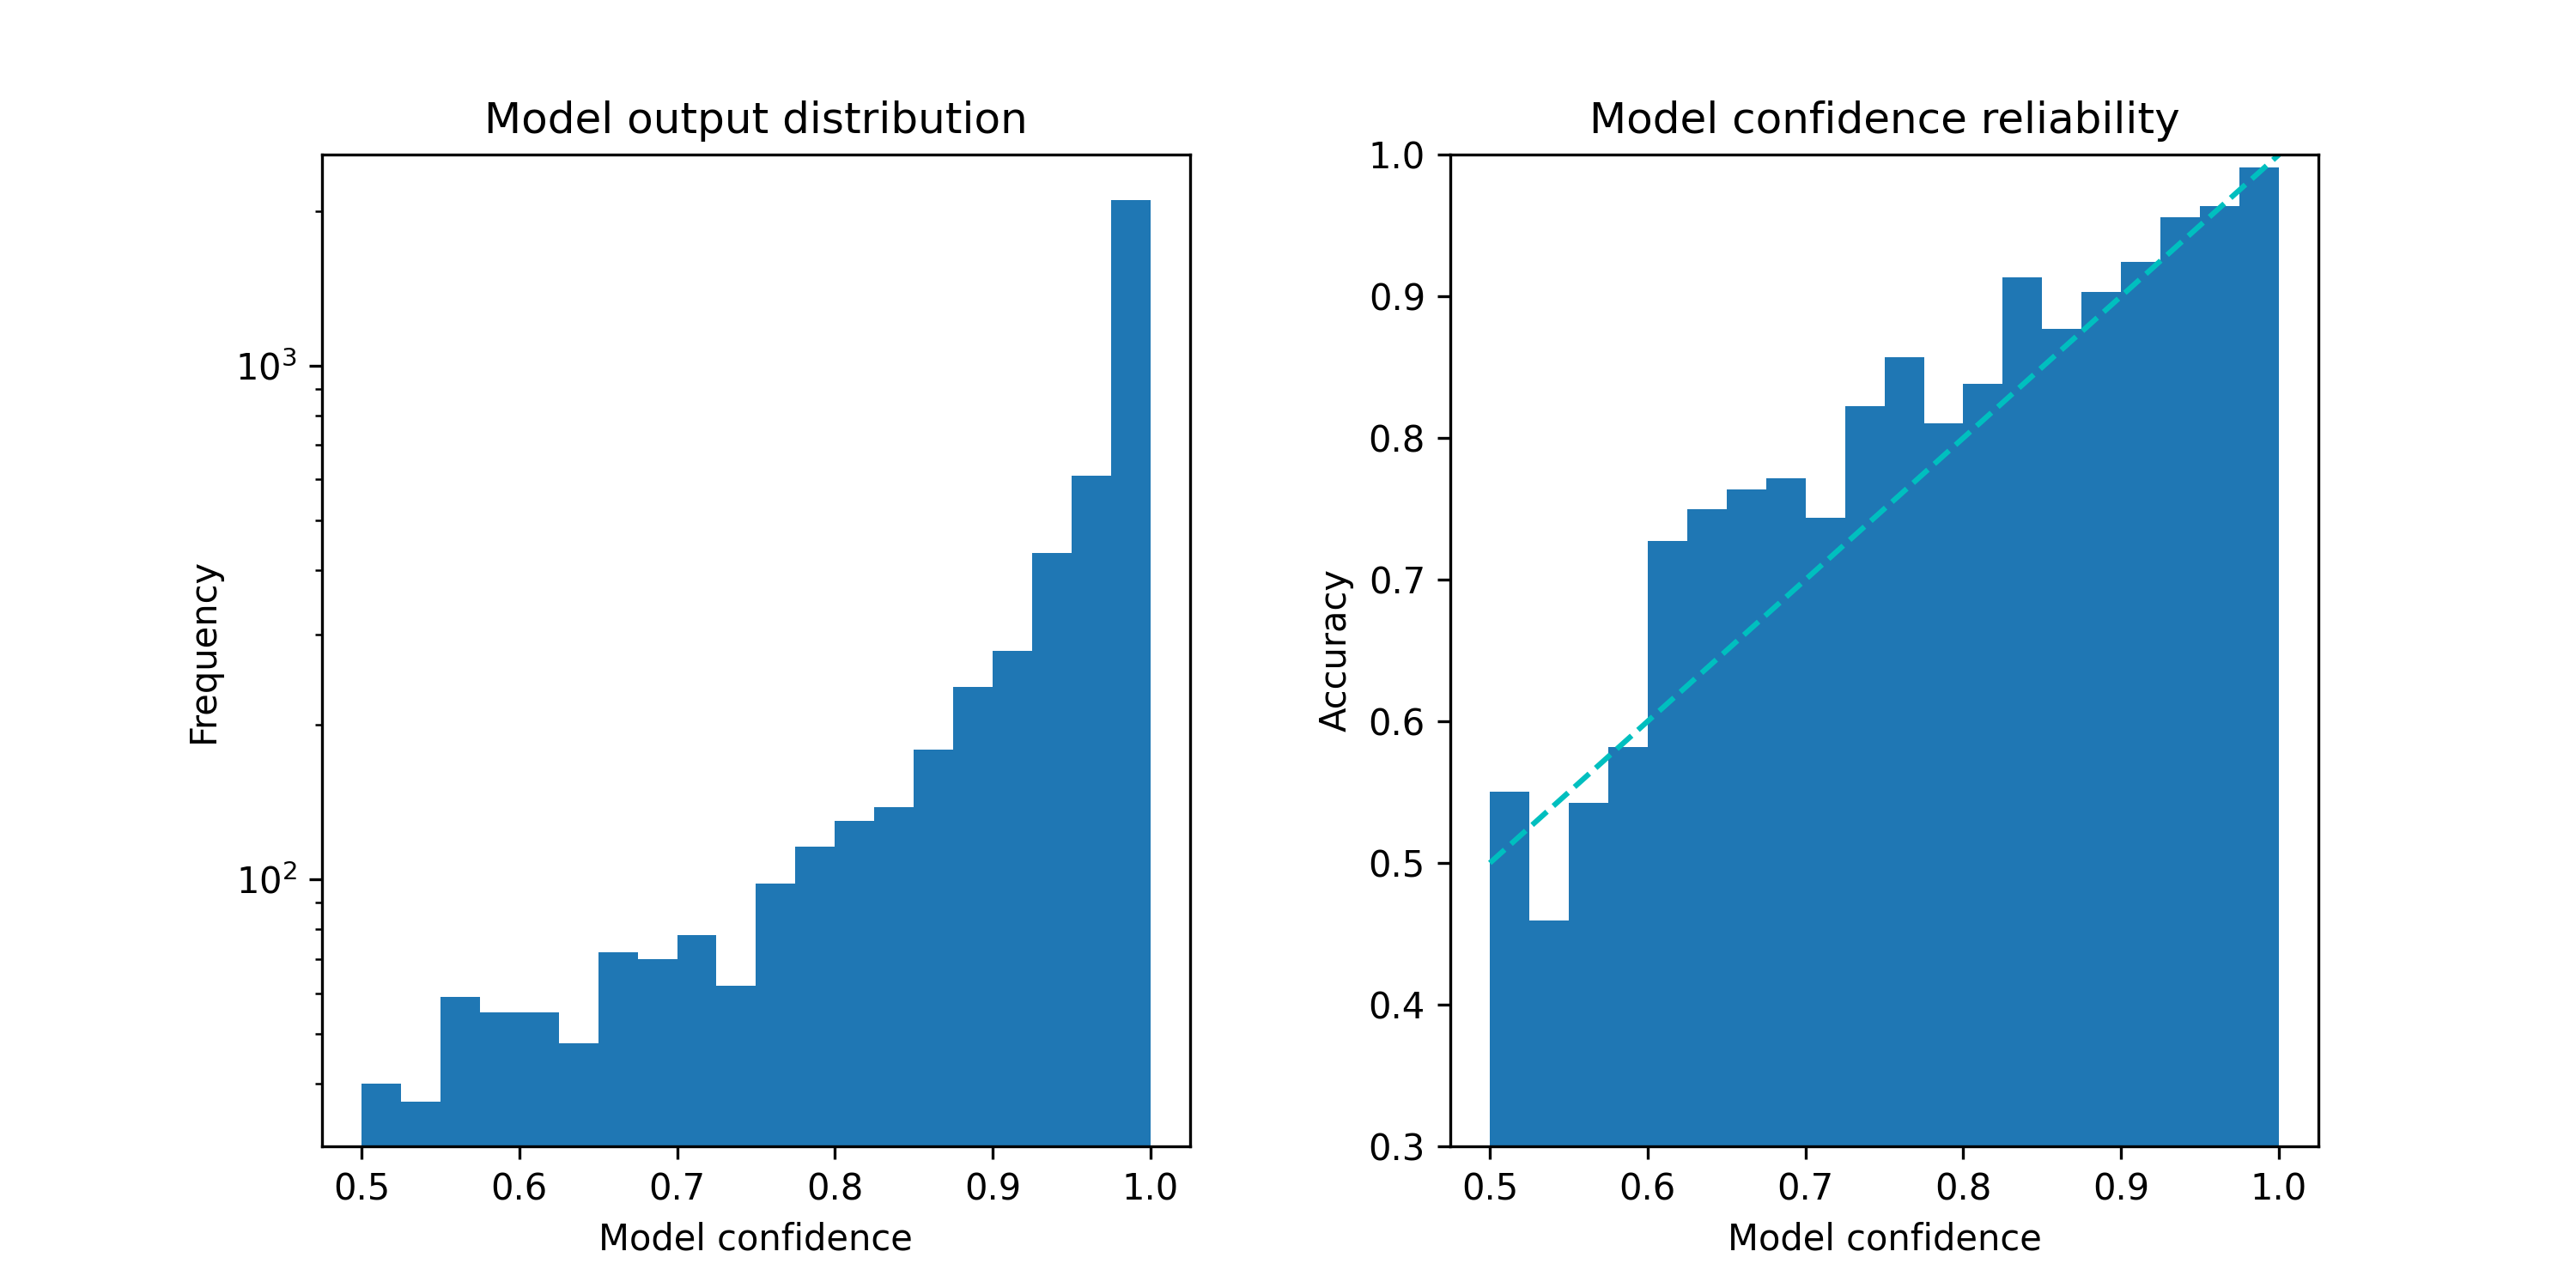 Model output distribution
Frequency
10³
10²
0.5 0.6 0.7 0.8 0.9 1.0
Model confidence
Model confidence reliability
Accuracy
1.0
0.9
0.8
0.7
0.6
0.5
0.4
0.3
0.5 0.6 0.7 0.8 0.9 1.0
Model confidence